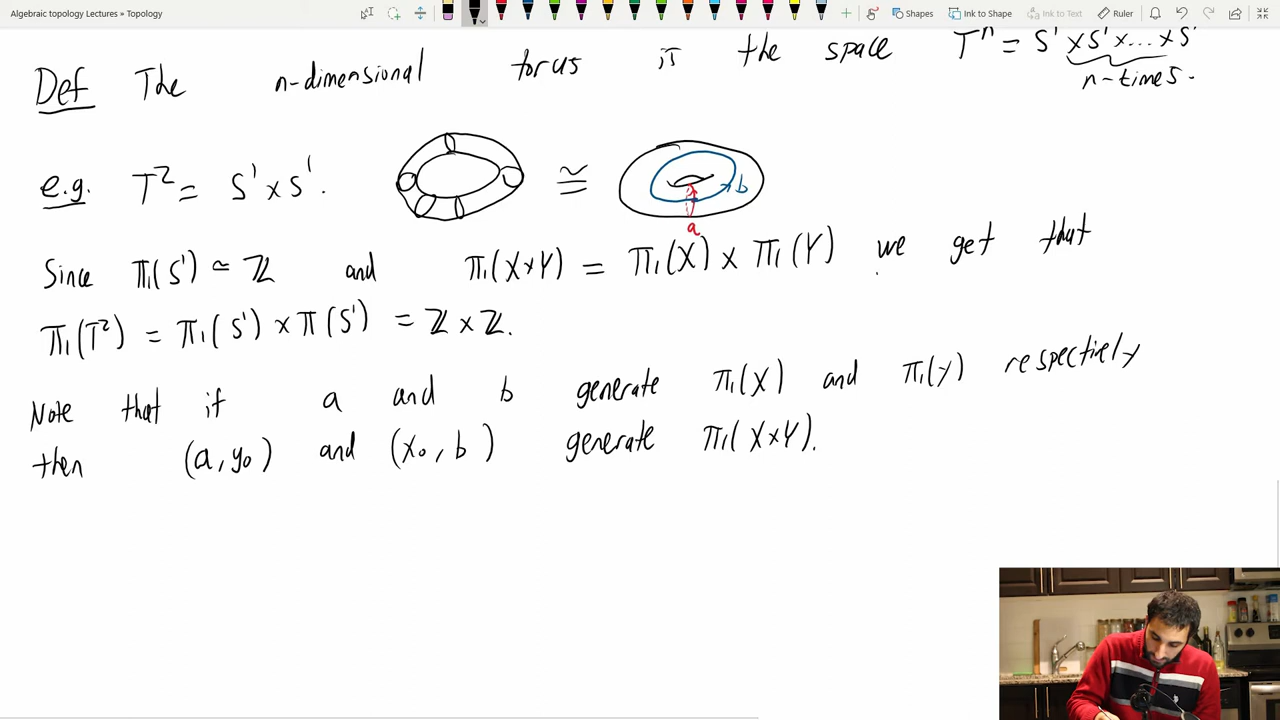 Algebraic topology Lectures » Topology
Shapes
Ink to Shape
Ink to Text
Ruler
Def The n-dimensional torus is the space Tⁿ = S¹ × S¹ × ... × S¹
n-times.
e.g. T² = S¹ × S¹. ≅
b
a
Since π₁(S¹) ≃ ℤ and π₁(X×Y) = π₁(X) × π₁(Y) we get that
π₁(T²) = π₁(S¹) × π(S¹) = ℤ × ℤ.
Note that if a and b generate π₁(X) and π₁(Y) respectively
then (a, y₀) and (x₀, b) generate π₁(X×Y).